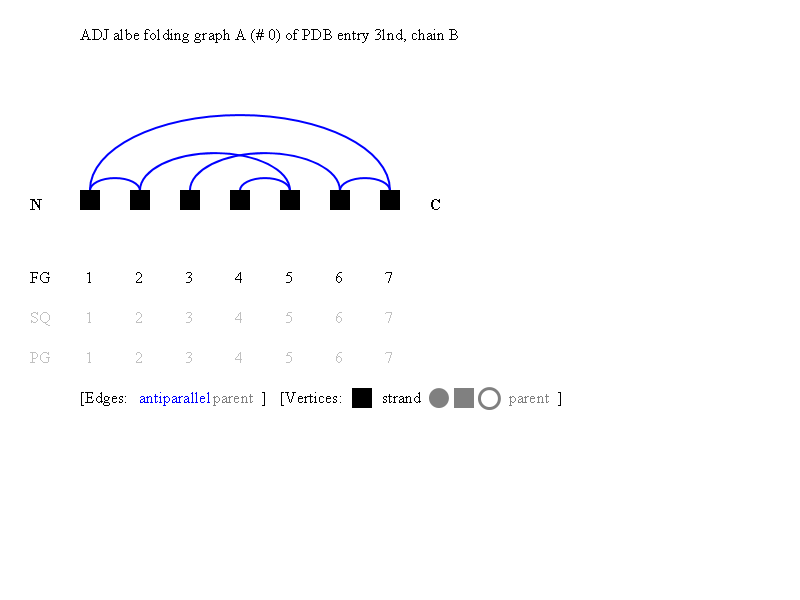 ADJ albe folding graph A (# 0) of PDB entry 3lnd, chain B
N C
FG 1 2 3 4 5 6 7
SQ 1 2 3 4 5 6 7
PG 1 2 3 4 5 6 7
[Edges: antiparallel parent ] [Vertices: strand parent ]